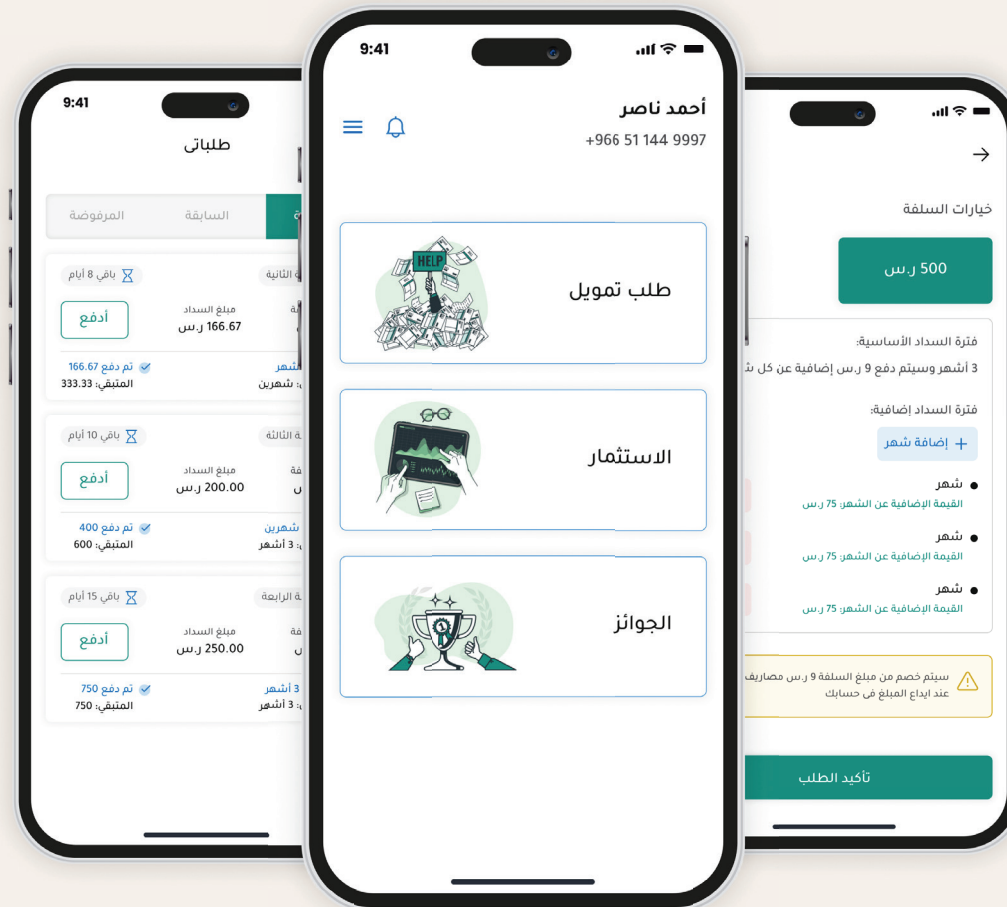 9:41
طلباتى
السابقة
المرفوضة
الثانية
باقي 8 أيام
مبلغ السداد
166.67 ر.س
أدفع
شهر
تم دفع 166.67
شهرين
المتبقي: 333.33
الثالثة
باقي 10 أيام
مبلغ السداد
200.00 ر.س
أدفع
شهرين
تم دفع 400
3 أشهر
المتبقي: 600
الرابعة
باقي 15 أيام
مبلغ السداد
250.00 ر.س
أدفع
3 أشهر
تم دفع 750
3 أشهر
المتبقي: 750
9:41
أحمد ناصر
+966 51 144 9997
HELP
طلب تمويل
الاستثمار
1
الجوائز
خيارات السلفة
500 ر.س
فترة السداد الأساسية:
3 أشهر وسيتم دفع 9 ر.س إضافية عن كل
فترة السداد إضافية:
+ إضافة شهر
شهر
القيمة الإضافية عن الشهر: 75 ر.س
شهر
القيمة الإضافية عن الشهر: 75 ر.س
شهر
القيمة الإضافية عن الشهر: 75 ر.س
سيتم خصم من مبلغ السلفة 9 ر.س مصاريف
عند ايداع المبلغ فى حسابك
تأكيد الطلب